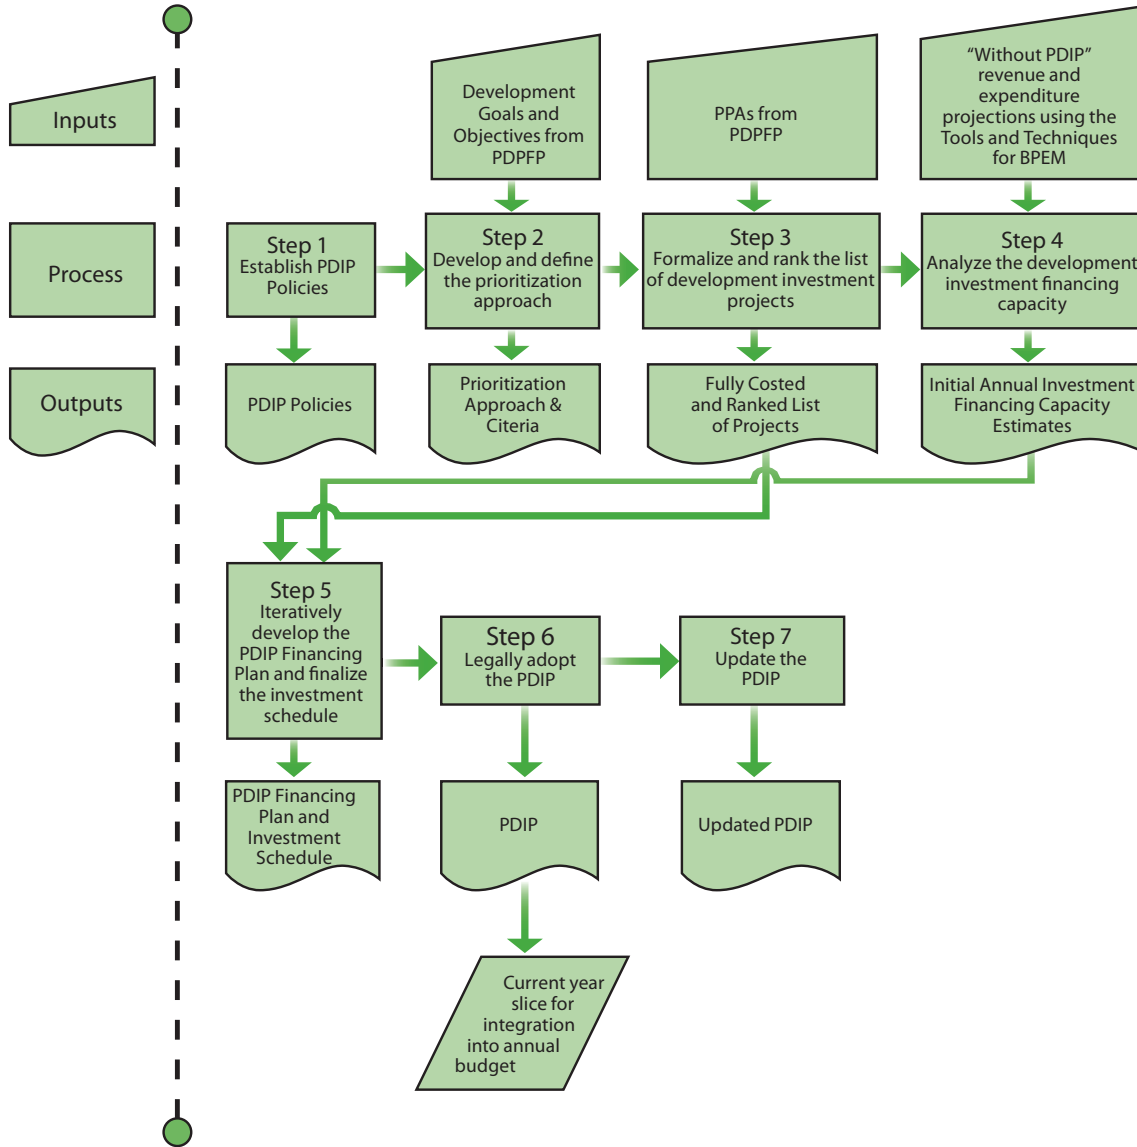 Inputs
Process
Outputs
Development
Goals and
Objectives from
PDPFP
PPAs from
PDPFP
“Without PDIP”
revenue and
expenditure
projections using the
Tools and Techniques
for BPEM
Step 1
Establish PDIP
Policies
Step 2
Develop and define
the prioritization
approach
Step 3
Formalize and rank the list
of development investment
projects
Step 4
Analyze the development
investment financing
capacity
PDIP Policies
Prioritization
Approach &
Citeria
Fully Costed
and Ranked List
of Projects
Initial Annual Investment
Financing Capacity
Estimates
Step 5
Iteratively
develop the
PDIP Financing
Plan and finalize
the investment
schedule
Step 6
Legally adopt
the PDIP
Step 7
Update the
PDIP
PDIP Financing
Plan and
Investment
Schedule
PDIP
Updated PDIP
Current year
slice for
integration
into annual
budget